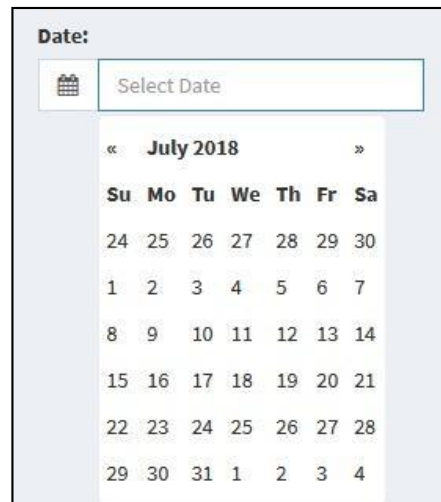 Date:
Select Date
« July 2018 »
Su Mo Tu We Th Fr Sa
24 25 26 27 28 29 30
1 2 3 4 5 6 7
8 9 10 11 12 13 14
15 16 17 18 19 20 21
22 23 24 25 26 27 28
29 30 31 1 2 3 4